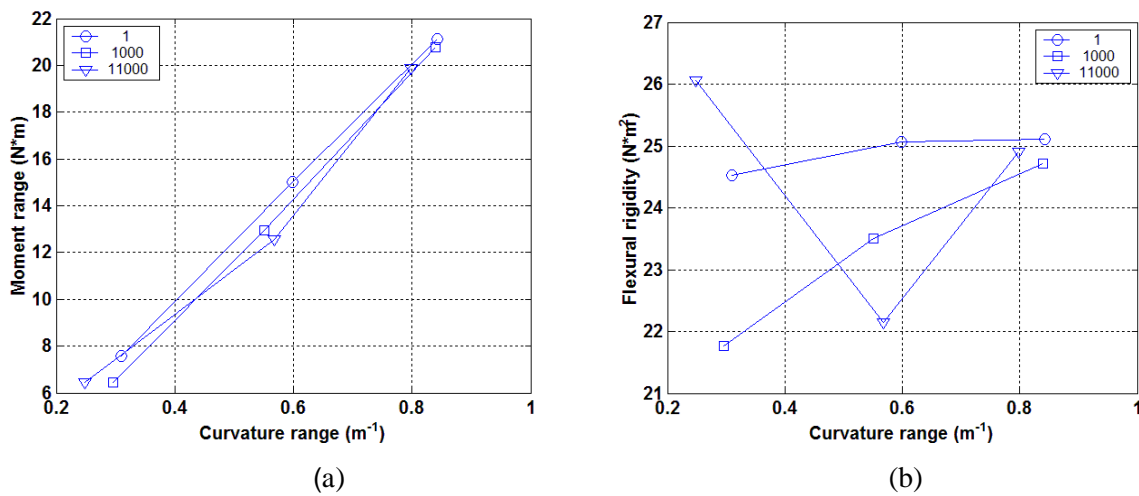 22
20
18
16
14
12
10
8
6
Moment range (N*m)
1
1000
11000
0.2 0.4 0.6 0.8 1
Curvature range (m⁻¹)
(a)
27
26
25
24
23
22
21
Flexural rigidity (N*m²)
1
1000
11000
0.2 0.4 0.6 0.8 1
Curvature range (m⁻¹)
(b)